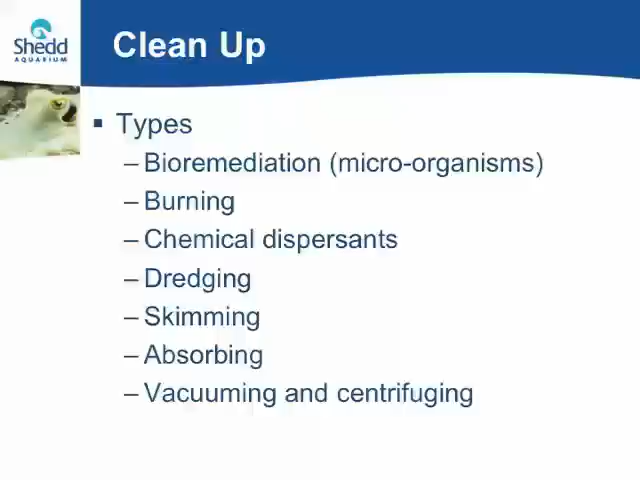 Shedd
AQUARIUM
Clean Up
▪ Types
– Bioremediation (micro-organisms)
– Burning
– Chemical dispersants
– Dredging
– Skimming
– Absorbing
– Vacuuming and centrifuging